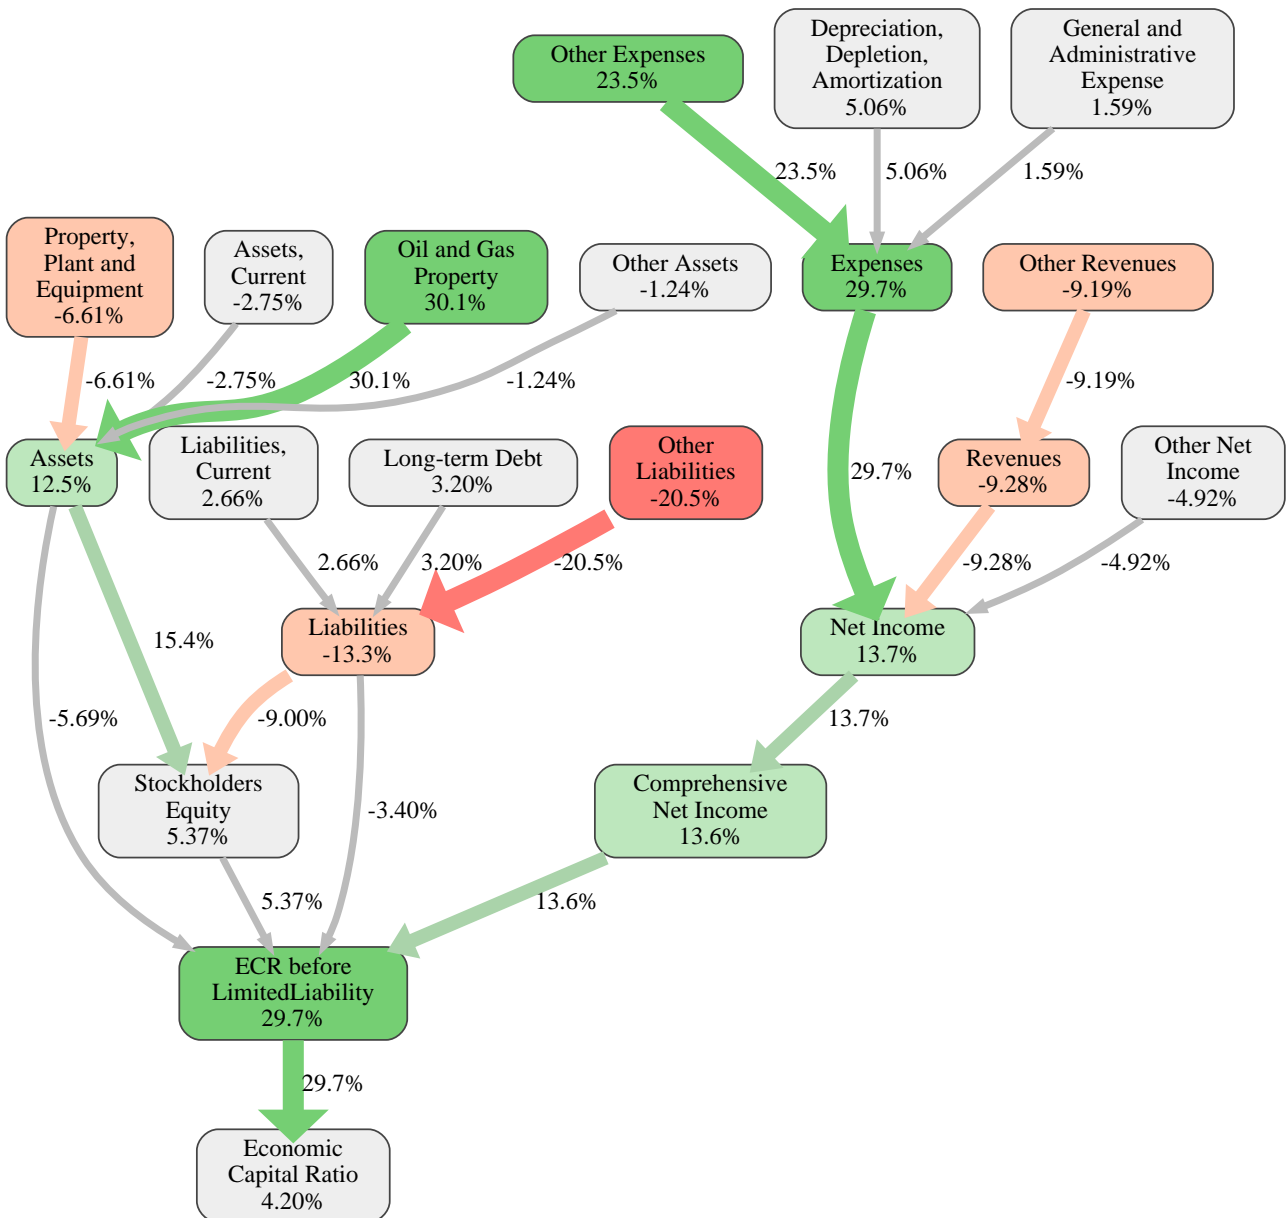 Other Expenses
23.5%
Depreciation,
Depletion,
Amortization
5.06%
General and
Administrative
Expense
1.59%
23.5%
5.06%
1.59%
Property,
Plant and
Equipment
-6.61%
Assets,
Current
-2.75%
Oil and Gas
Property
30.1%
Other Assets
-1.24%
Expenses
29.7%
Other Revenues
-9.19%
-6.61%
-2.75%
30.1%
-1.24%
-9.19%
Assets
12.5%
Liabilities,
Current
2.66%
Long-term Debt
3.20%
Other
Liabilities
-20.5%
29.7%
Revenues
-9.28%
Other Net
Income
-4.92%
2.66%
3.20%
-20.5%
-9.28%
-4.92%
15.4%
Liabilities
-13.3%
Net Income
13.7%
-5.69%
-9.00%
13.7%
Stockholders
Equity
5.37%
-3.40%
Comprehensive
Net Income
13.6%
5.37%
13.6%
ECR before
LimitedLiability
29.7%
29.7%
Economic
Capital Ratio
4.20%